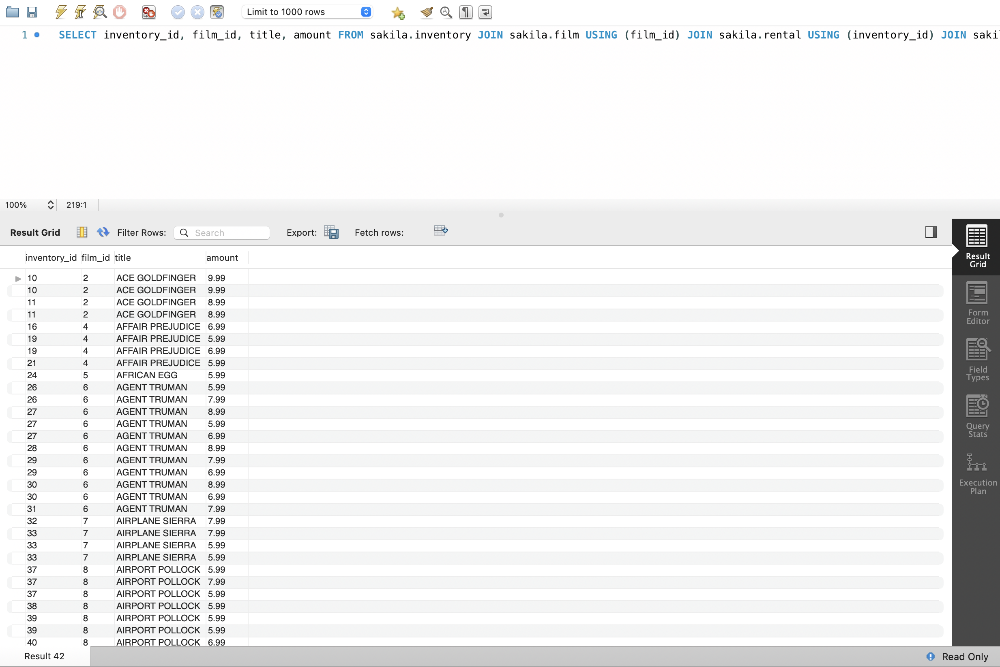 Limit to 1000 rows
1 SELECT inventory_id, film_id, title, amount FROM sakila.inventory JOIN sakila.film USING (film_id) JOIN sakila.rental USING (inventory_id) JOIN saki
100% 219:1
Result Grid Filter Rows: Search Export: Fetch rows:
inventory_id film_id title amount
10 2 ACE GOLDFINGER 9.99
10 2 ACE GOLDFINGER 9.99
11 2 ACE GOLDFINGER 8.99
11 2 ACE GOLDFINGER 8.99
16 4 AFFAIR PREJUDICE 6.99
19 4 AFFAIR PREJUDICE 5.99
19 4 AFFAIR PREJUDICE 6.99
21 4 AFFAIR PREJUDICE 5.99
24 5 AFRICAN EGG 5.99
26 6 AGENT TRUMAN 5.99
26 6 AGENT TRUMAN 7.99
27 6 AGENT TRUMAN 8.99
27 6 AGENT TRUMAN 5.99
27 6 AGENT TRUMAN 6.99
28 6 AGENT TRUMAN 8.99
29 6 AGENT TRUMAN 7.99
29 6 AGENT TRUMAN 6.99
30 6 AGENT TRUMAN 8.99
30 6 AGENT TRUMAN 6.99
31 6 AGENT TRUMAN 7.99
32 7 AIRPLANE SIERRA 7.99
33 7 AIRPLANE SIERRA 7.99
33 7 AIRPLANE SIERRA 5.99
33 7 AIRPLANE SIERRA 5.99
37 8 AIRPORT POLLOCK 5.99
37 8 AIRPORT POLLOCK 7.99
37 8 AIRPORT POLLOCK 5.99
38 8 AIRPORT POLLOCK 5.99
39 8 AIRPORT POLLOCK 5.99
39 8 AIRPORT POLLOCK 5.99
40 8 AIRPORT POLLOCK 6.99
Result
Grid
Form
Editor
Field
Types
Query
Stats
Execution
Plan
Result 42
Read Only